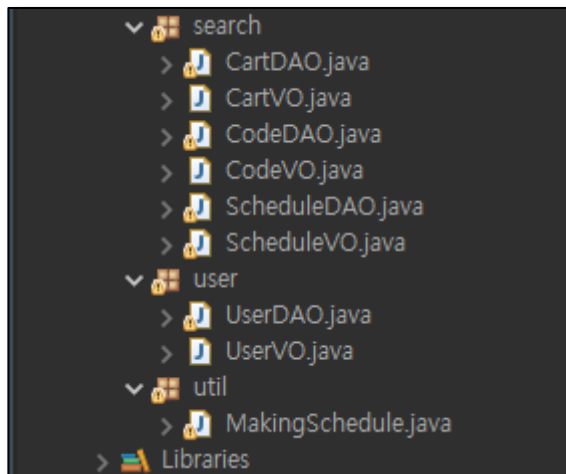 search
CartDAO.java
CartVO.java
CodeDAO.java
CodeVO.java
ScheduleDAO.java
ScheduleVO.java
user
UserDAO.java
UserVO.java
util
MakingSchedule.java
Libraries